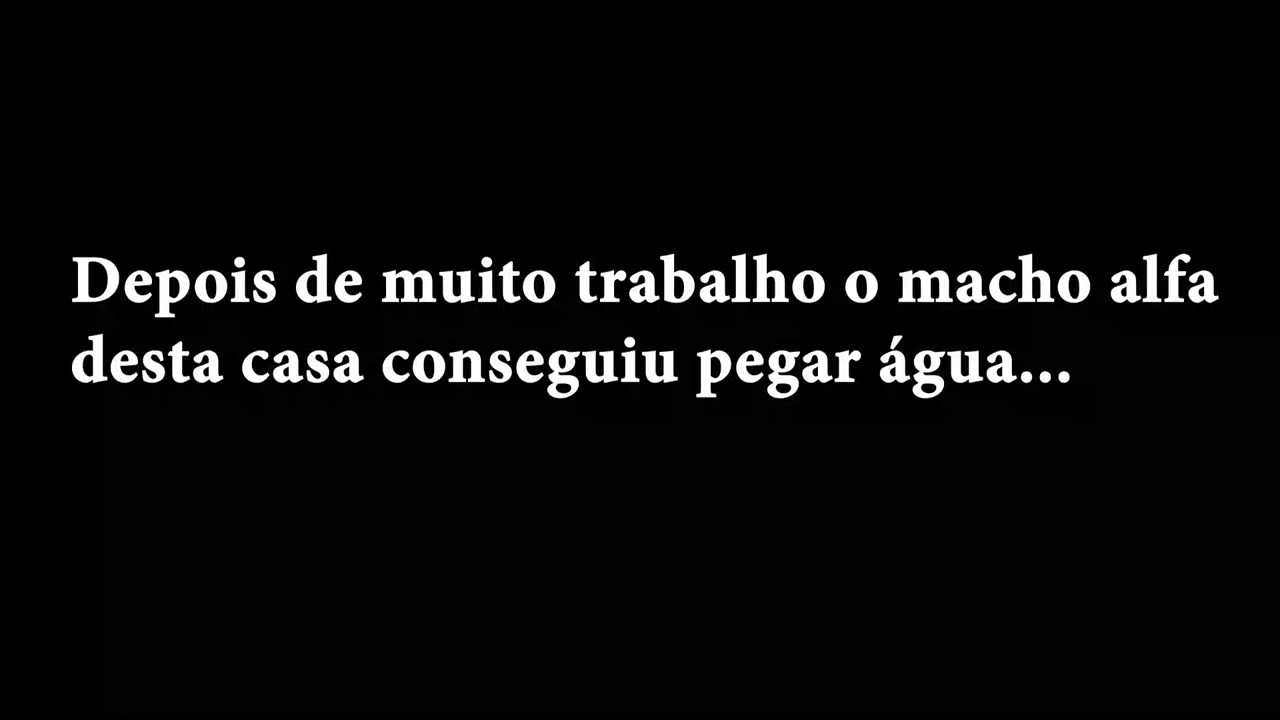 Depois de muito trabalho o macho alfa
desta casa conseguiu pegar água...